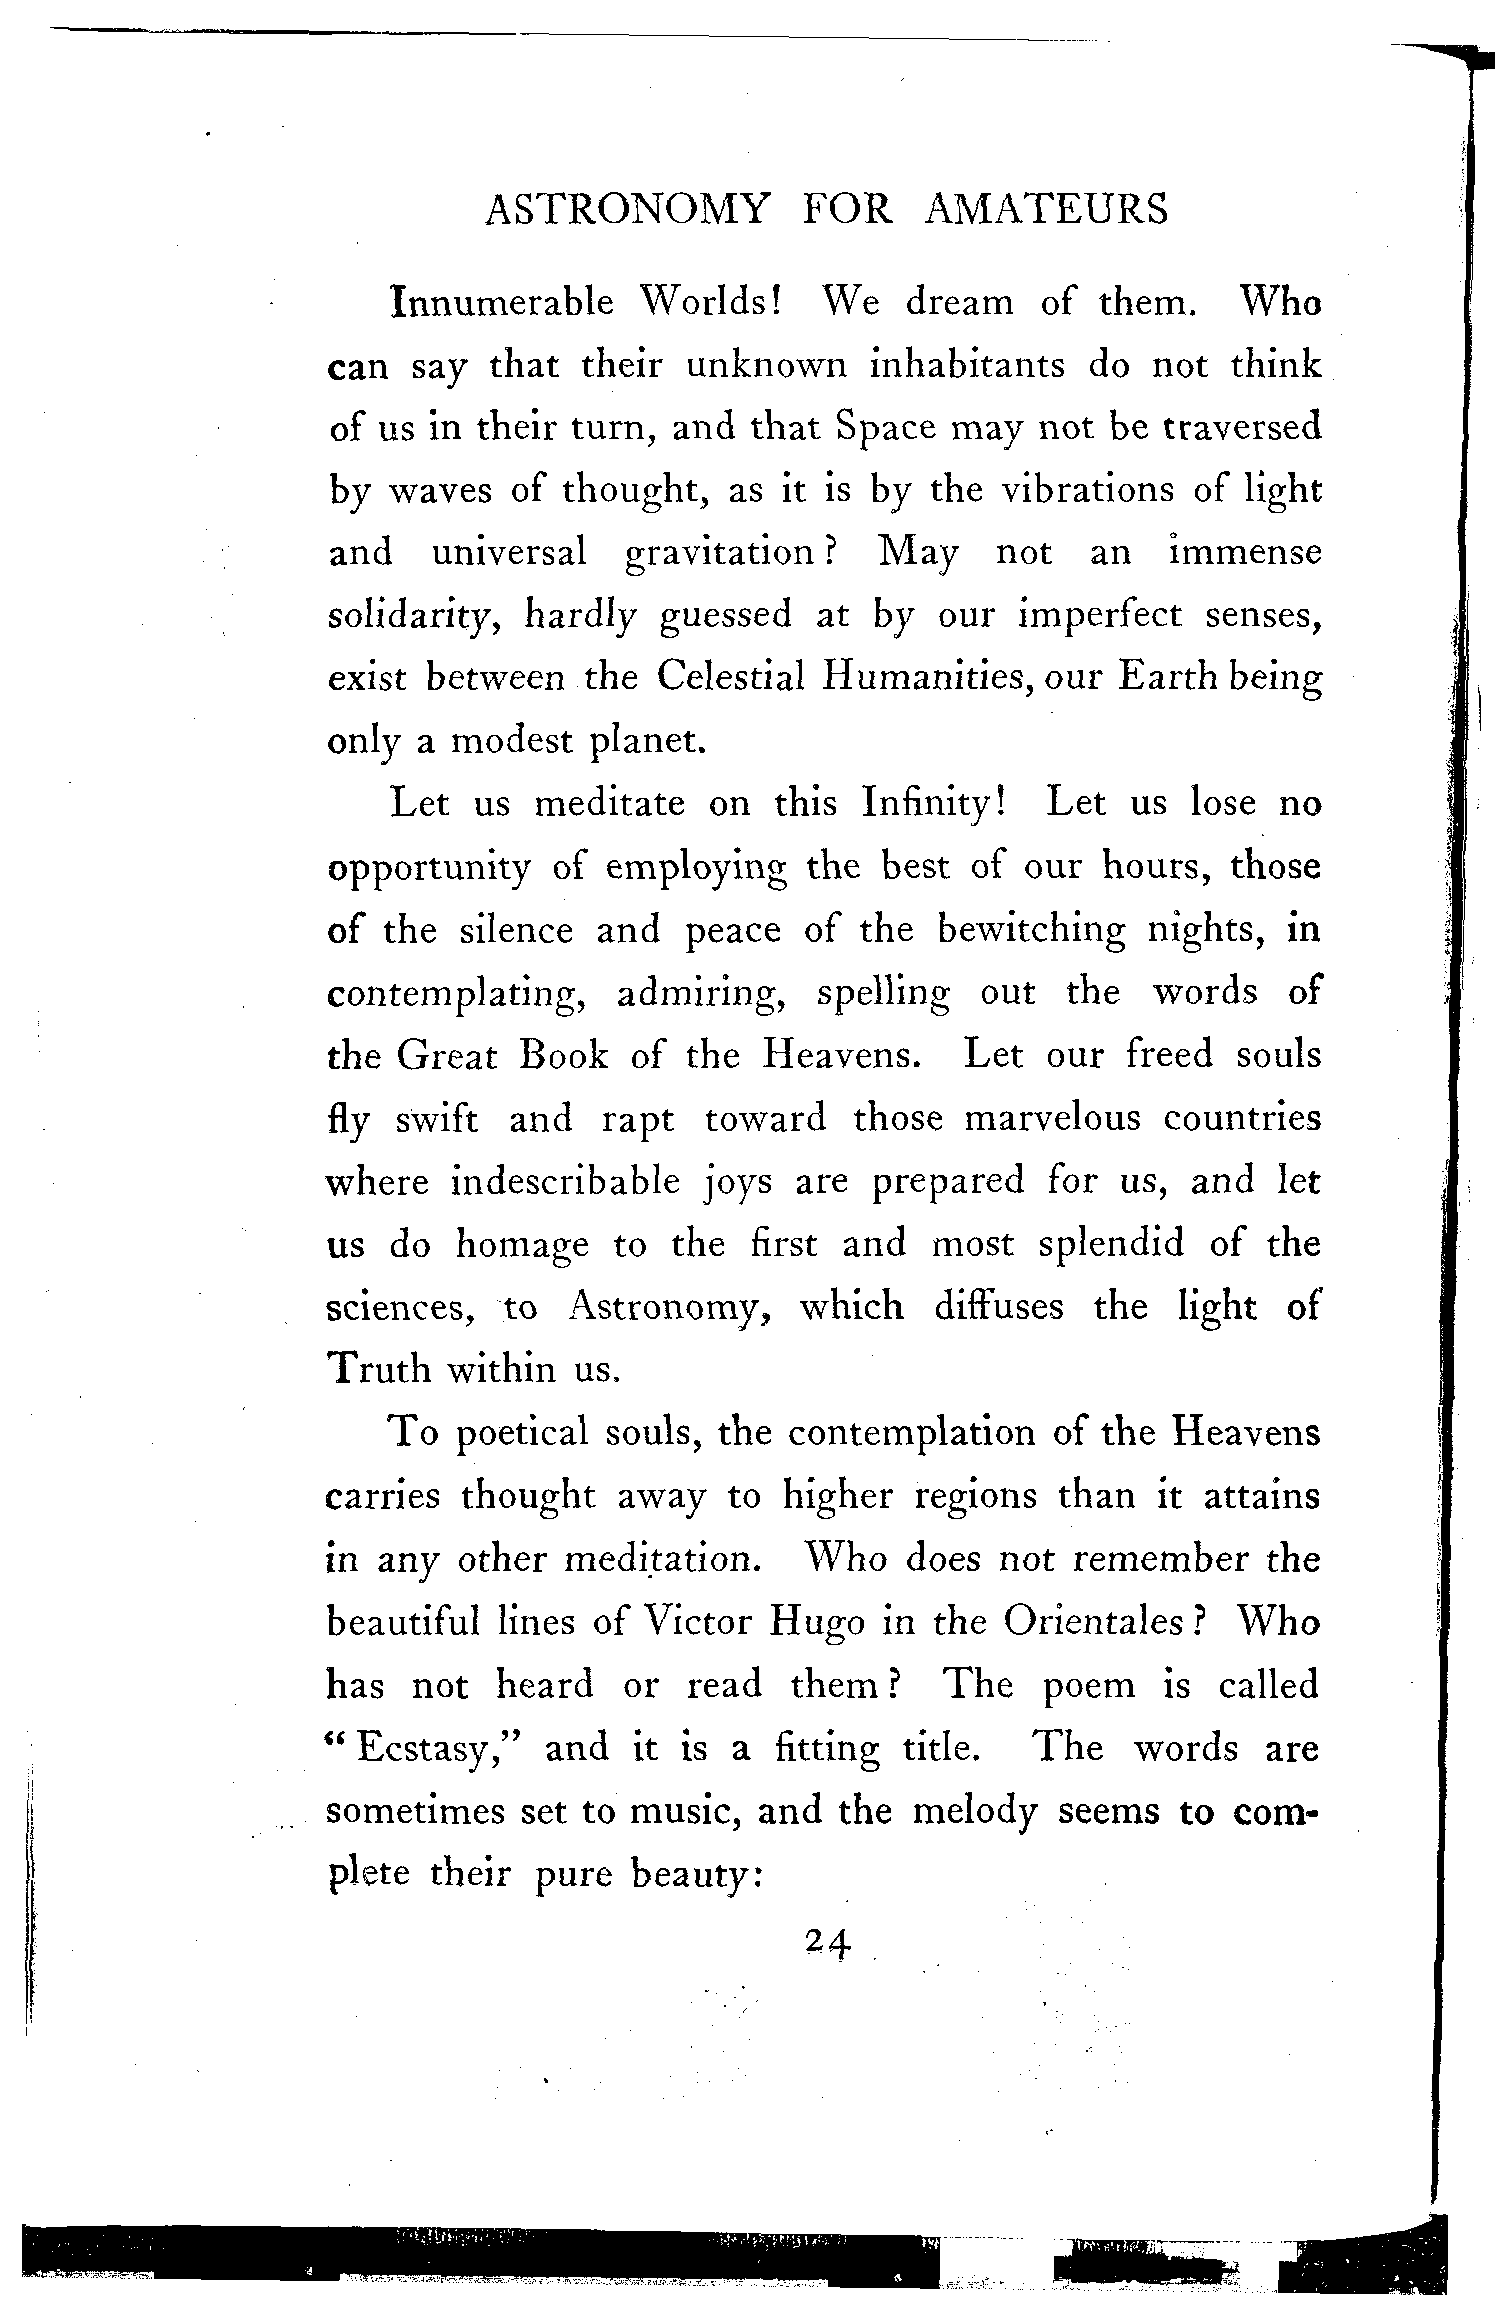 ASTRONOMY FOR AMATEURS
Innumerable Worlds! We dream of them. Who
can say that their unknown inhabitants do not think
of us in their turn, and that Space may not be traversed
by waves of thought, as it is by the vibrations of light
and universal gravitation? May not an immense
solidarity, hardly guessed at by our imperfect senses,
exist between the Celestial Humanities, our Earth being
only a modest planet.
Let us meditate on this Infinity! Let us lose no
opportunity of employing the best of our hours, those
of the silence and peace of the bewitching nights, in
contemplating, admiring, spelling out the words of
the Great Book of the Heavens. Let our freed souls
fly swift and rapt toward those marvelous countries
where indescribable joys are prepared for us, and let
us do homage to the first and most splendid of the
sciences, to Astronomy, which diffuses the light of
Truth within us.
To poetical souls, the contemplation of the Heavens
carries thought away to higher regions than it attains
in any other meditation. Who does not remember the
beautiful lines of Victor Hugo in the Orientales? Who
has not heard or read them? The poem is called
“Ecstasy,” and it is a fitting title. The words are
sometimes set to music, and the melody seems to com-
plete their pure beauty:
24